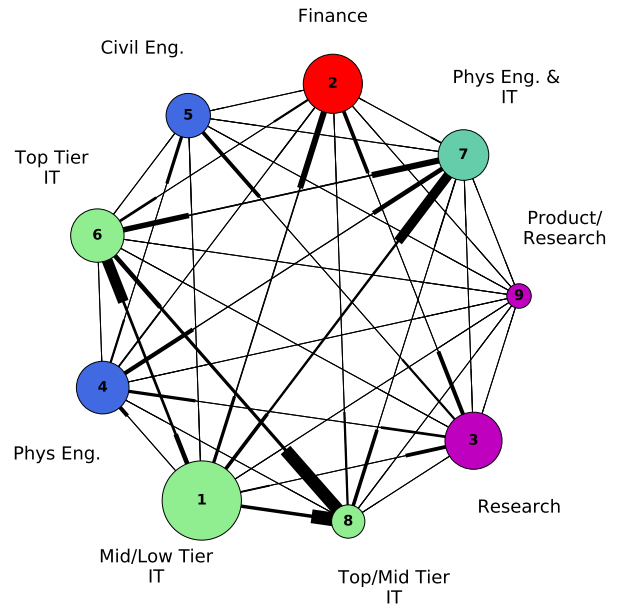 Finance
Civil Eng.
2
Phys Eng. &
IT
5
7
Top Tier
IT
Product/
Research
6
9
4
3
Phys Eng.
1
Research
8
Mid/Low Tier
IT
Top/Mid Tier
IT